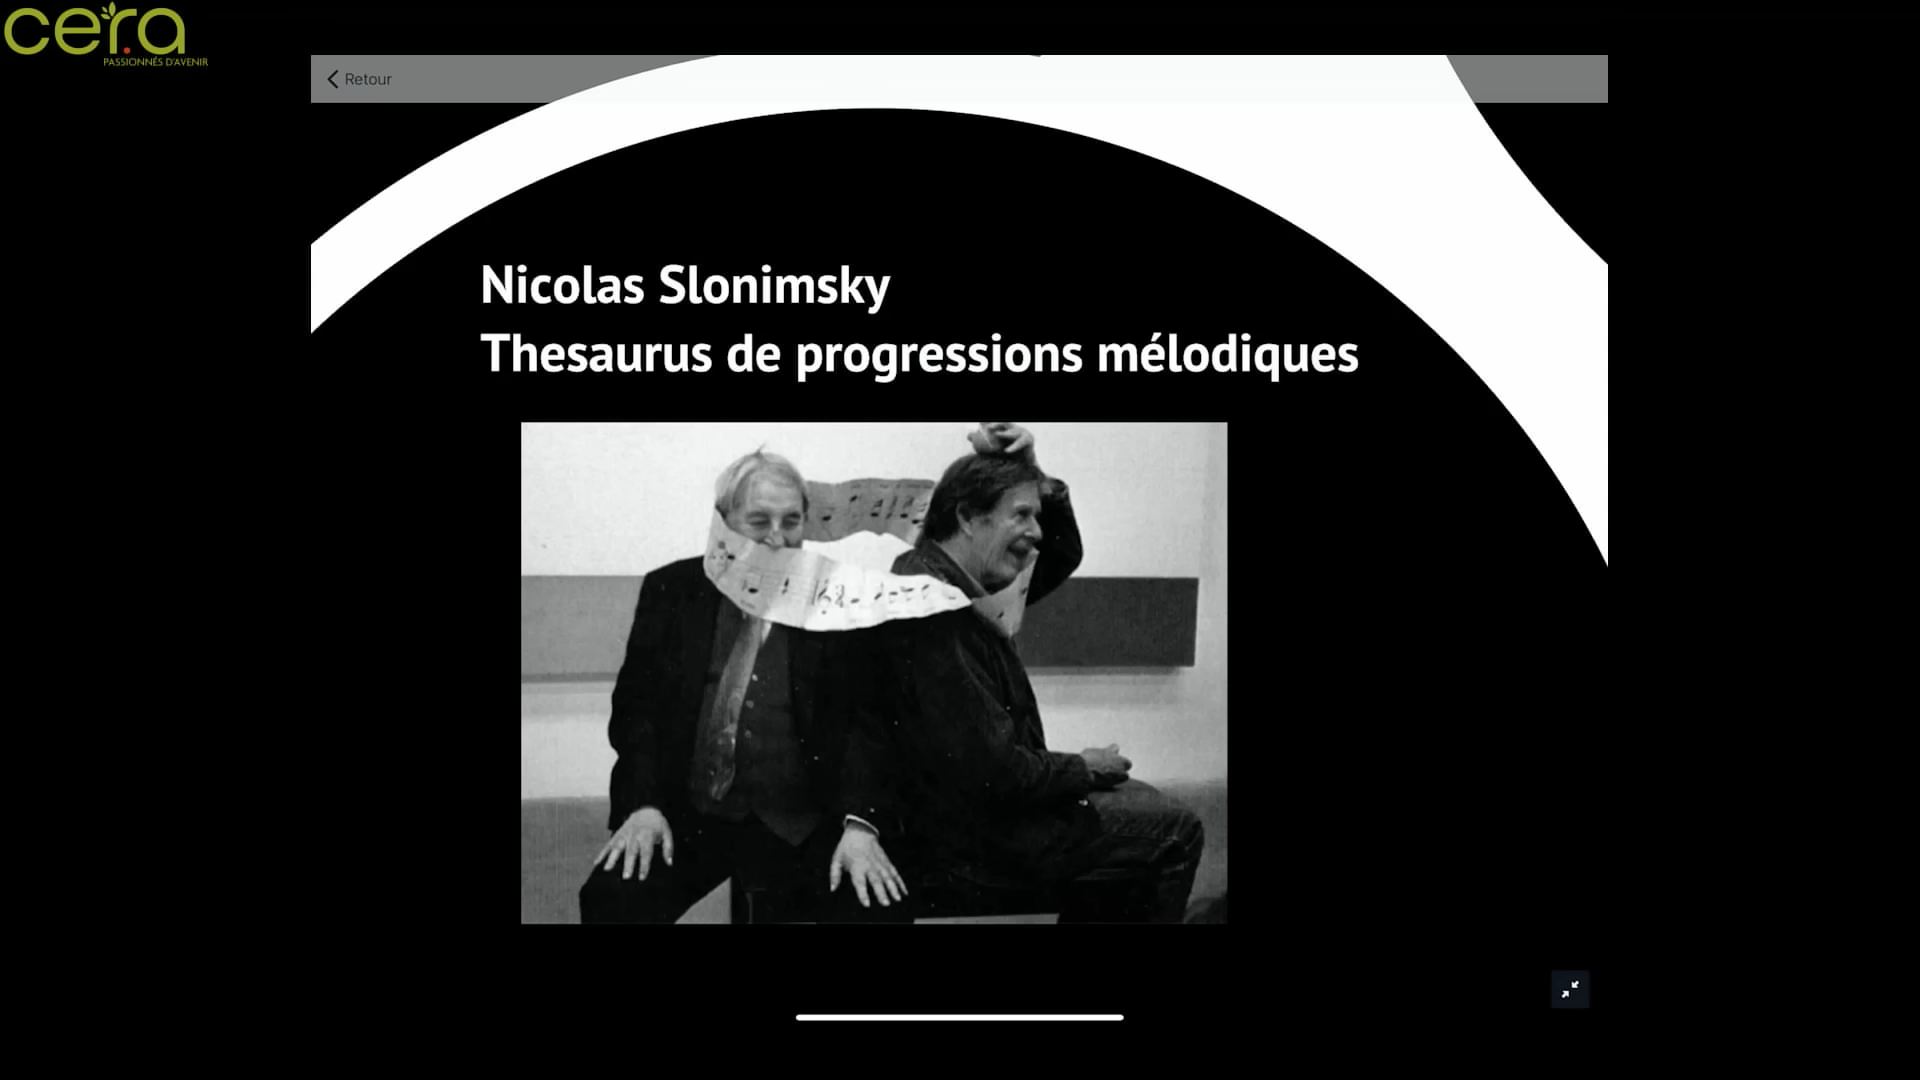 cera
PASSIONNÉS D'AVENIR
Retour
Nicolas Slonimsky
Thesaurus de progressions mélodiques